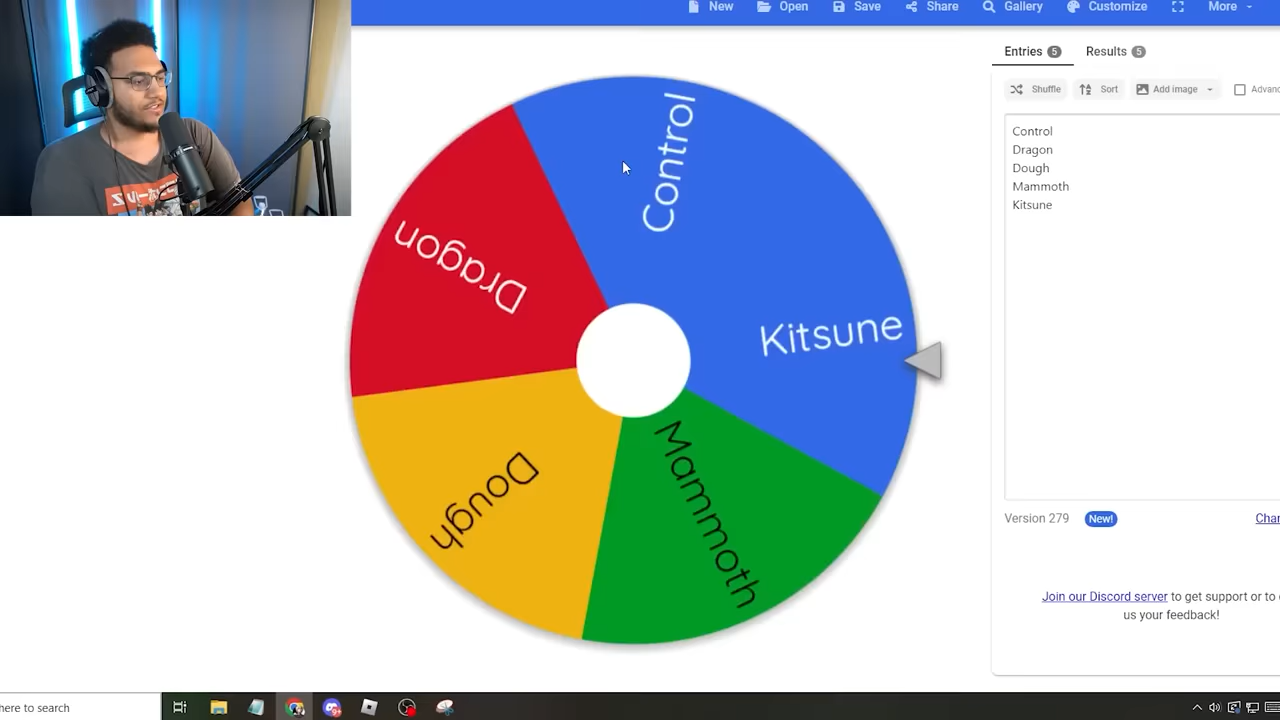 New Open Save Share Gallery Customize More
Entries 5 Results 5
Shuffle Sort Add image
Control
Dragon
Dough
Mammoth
Kitsune
Control
Dragon
Kitsune
Dough
Mammoth
Version 279 New!
Join our Discord server to get support or to
us your feedback!
here to search